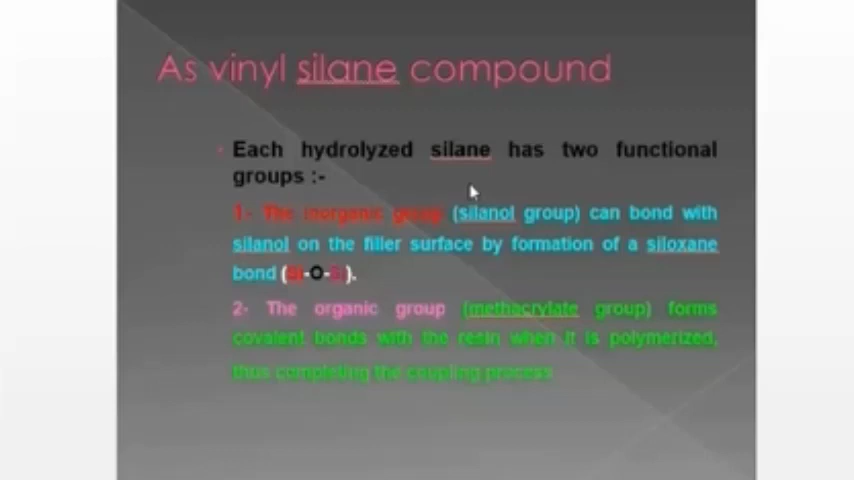 As vinyl silane compound
Each hydrolyzed silane has two functional
groups :-
1- The inorganic group (silanol group) can bond with
silanol on the filler surface by formation of a siloxane
bond (Si-O-Si).
2- The organic group (methacrylate group) forms
covalent bonds with the resin when it is polymerized,
thus completing the coupling process